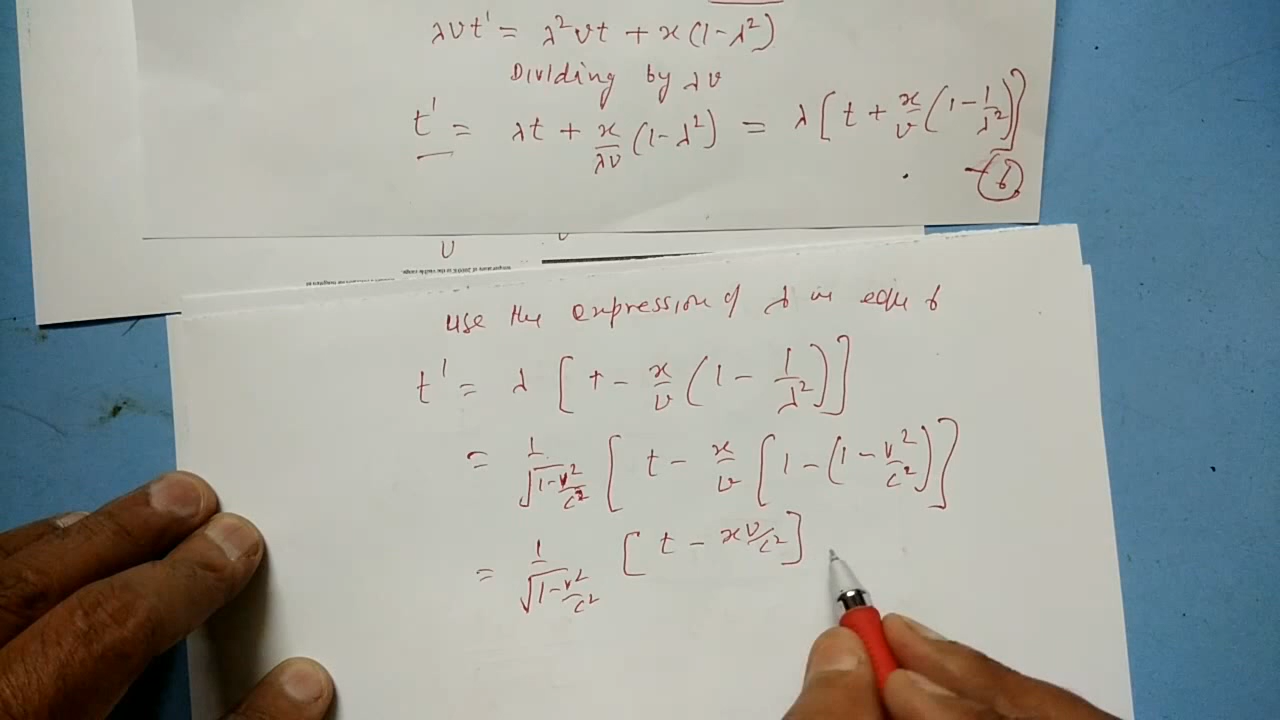 λvt' = λ²vt + x(1-λ²)
Dividing by λv
t' = λt + x/λv (1-λ²) = λ[t + x/v (1 - 1/λ²)]
-(6)
use the expression of λ in eqn 6
t' = λ [t - x/v (1 - 1/λ²)]
= 1/√1-v²/c² [t - x/v [1 - (1 - v²/c²)]
= 1/√1-v²/c² [t - xv/c²]